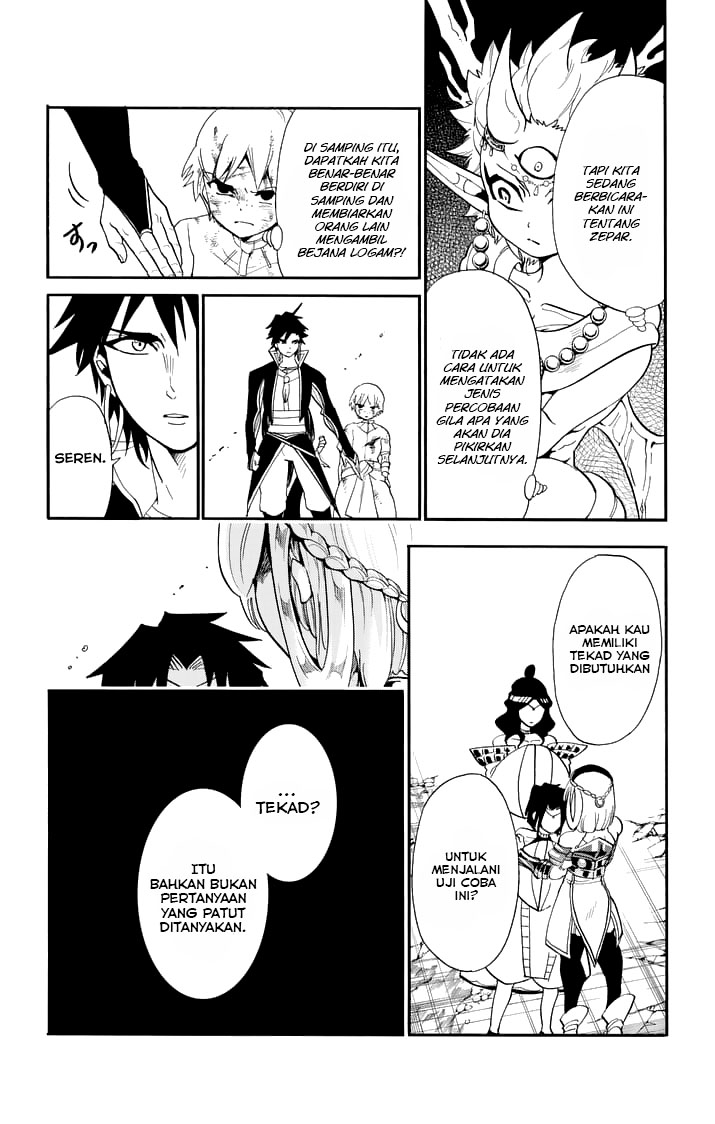 TAPI KITA
SEDANG
BERBICARA-
KAN INI
TENTANG
ZEPAR.
TIDAK ADA
CARA UNTUK
MENGATAKAN
JENIS
PERCOBAAN
GILA APA YANG
AKAN DIA
PIKIRKAN
SELANJUTNYA.
DI SAMPING ITU,
DAPATKAH KITA
BENAR-BENAR
BERDIRI DI
SAMPING DAN
MEMBIARKAN
ORANG LAIN
MENGAMBIL
BEJANA LOGAM?!
すっ
SEREN.
APAKAH KAU
MEMILIKI
TEKAD YANG
DIBUTUHKAN
UNTUK
MENJALANI
UJI COBA
INI?
...
TEKAD?
ITU
BAHKAN BUKAN
PERTANYAAN
YANG PATUT
DITANYAKAN.